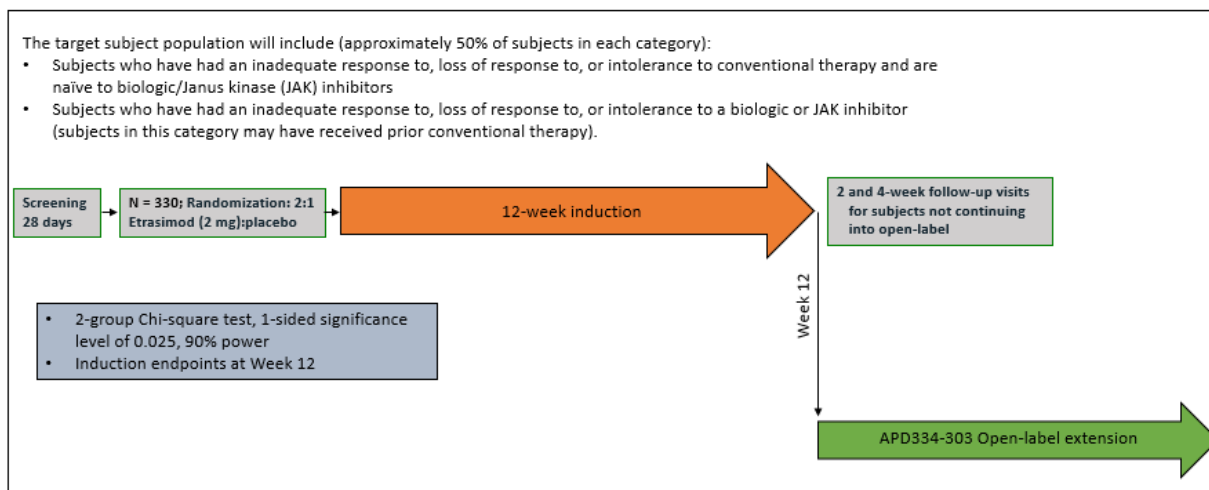 The target subject population will include (approximately 50% of subjects in each category):
• Subjects who have had an inadequate response to, loss of response to, or intolerance to conventional therapy and are
naïve to biologic/Janus kinase (JAK) inhibitors
• Subjects who have had an inadequate response to, loss of response to, or intolerance to a biologic or JAK inhibitor
(subjects in this category may have received prior conventional therapy).
Screening
28 days
N = 330; Randomization: 2:1
Etrasimod (2 mg):placebo
12-week induction
2 and 4-week follow-up visits
for subjects not continuing
into open-label
Week 12
• 2-group Chi-square test, 1-sided significance
level of 0.025, 90% power
• Induction endpoints at Week 12
APD334-303 Open-label extension